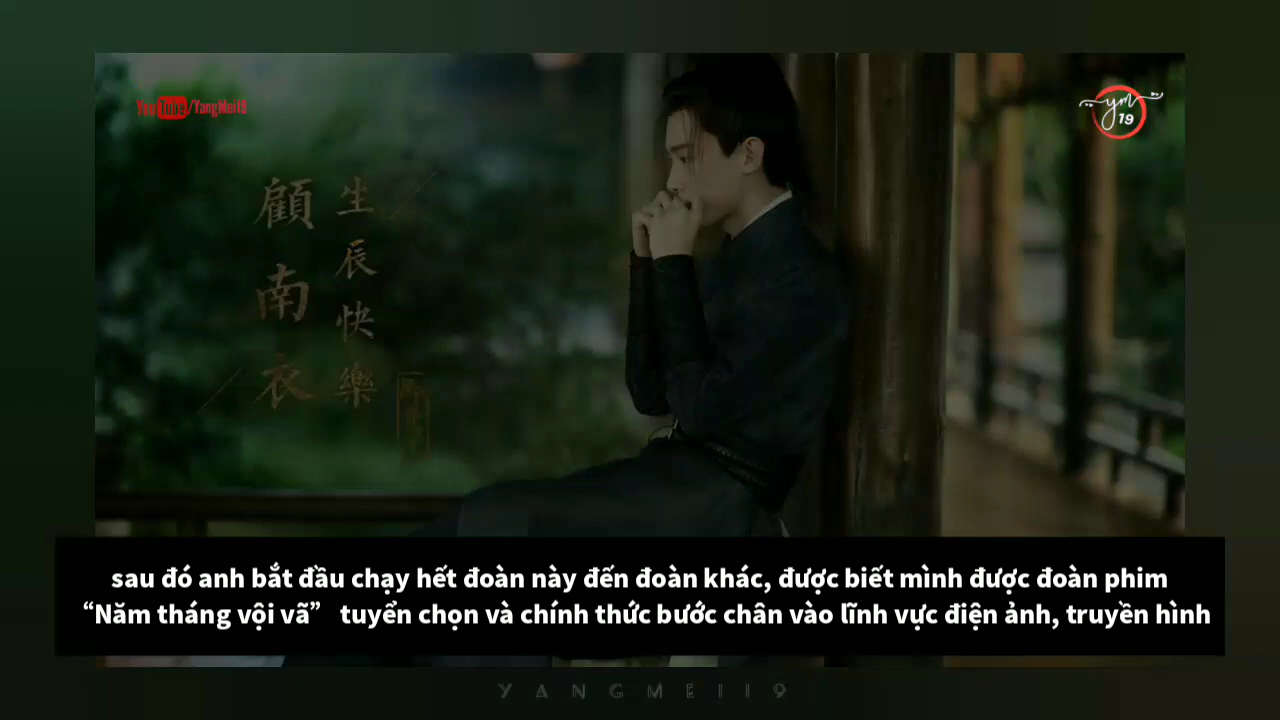 YouTube/YangMei19
ym
19
顧南衣
生辰快樂
sau đó anh bắt đầu chạy hết đoàn này đến đoàn khác, được biết mình được đoàn phim
“Năm tháng vội vã” tuyển chọn và chính thức bước chân vào lĩnh vực điện ảnh, truyền hình
YANGMEI19